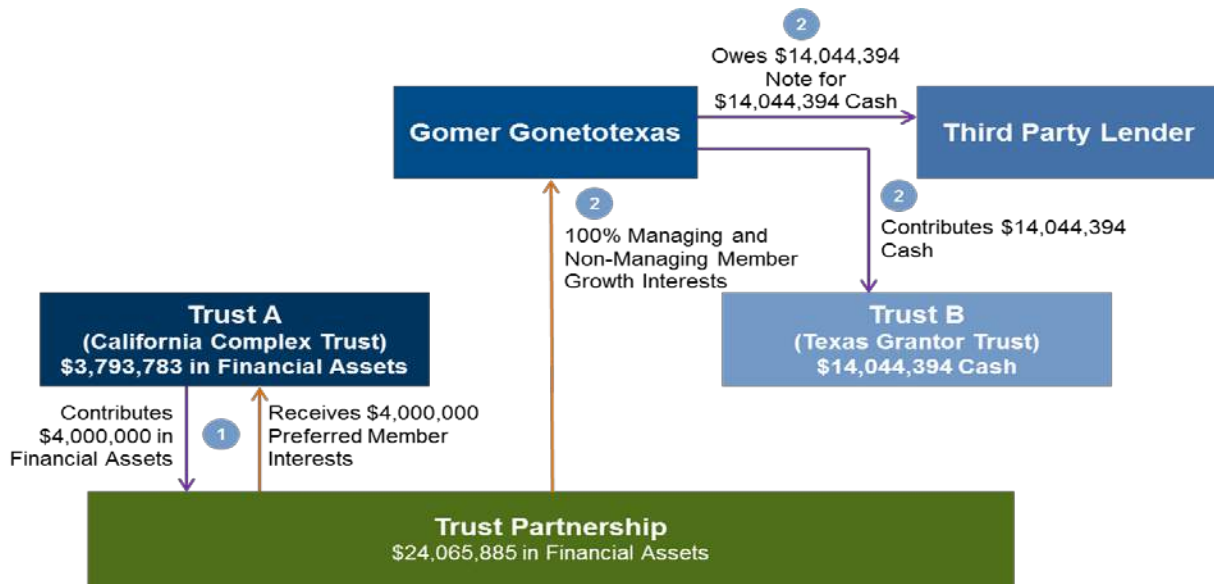 2
Owes $14,044,394
Note for
$14,044,394 Cash
Gomer Gonetotexas
Third Party Lender
2
100% Managing and
Non-Managing Member
Growth Interests
2
Contributes $14,044,394
Cash
Trust A
(California Complex Trust)
$3,793,783 in Financial Assets
Trust B
(Texas Grantor Trust)
$14,044,394 Cash
Contributes
$4,000,000 in
Financial Assets
1
Receives $4,000,000
Preferred Member
Interests
Trust Partnership
$24,065,885 in Financial Assets